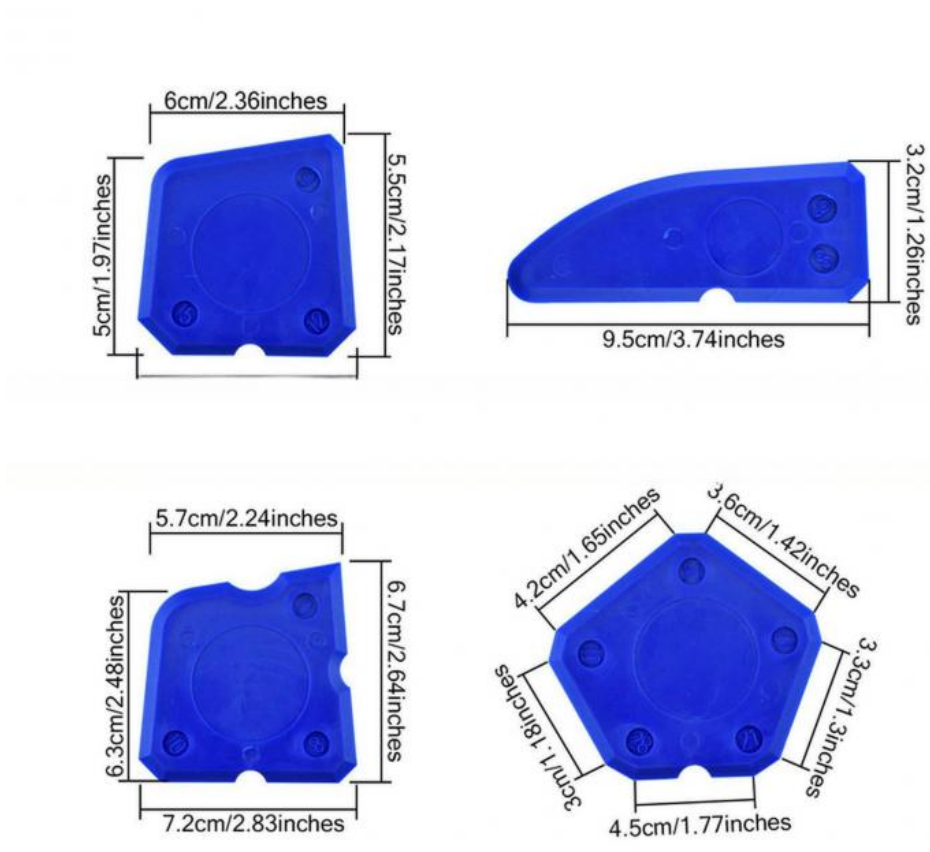 6cm/2.36inches
5cm/1.97inches
5.5cm/2.17inches
3.2cm/1.26inches
9.5cm/3.74inches
5.7cm/2.24inches
6.3cm/2.48inches
6.7cm/2.64inches
7.2cm/2.83inches
4.2cm/1.65inches
3.6cm/1.42inches
3cm/1.18inches
3.3cm/1.3inches
4.5cm/1.77inches